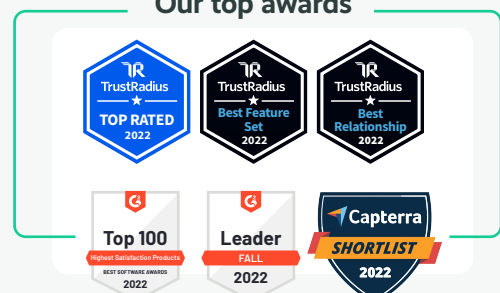 Our top awards
TrustRadius
TOP RATED
2022
TrustRadius
Best Feature
Set
2022
TrustRadius
Best
Relationship
2022
Top 100
Highest Satisfaction Products
BEST SOFTWARE AWARDS
2022
Leader
FALL
2022
Capterra
SHORTLIST
2022